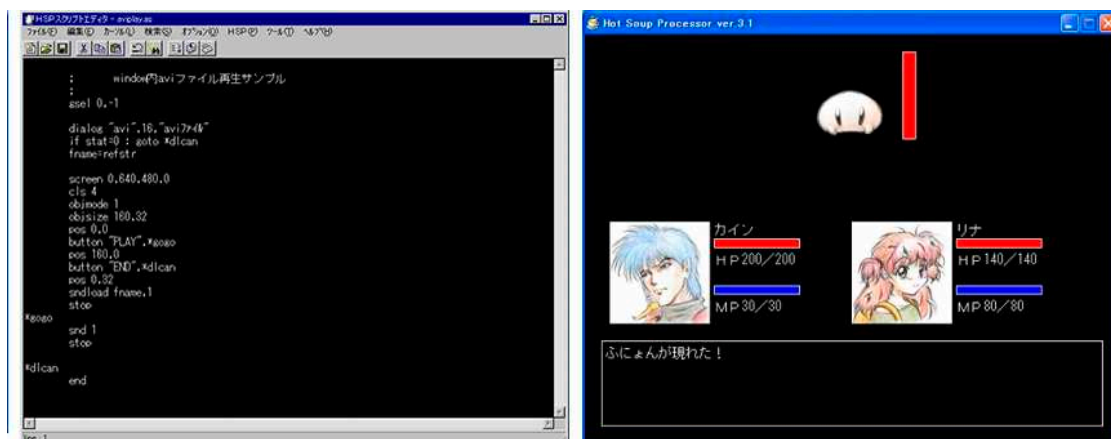 HSPスクリプトエディタ - aviplay.as
ファイル(F) 編集(E) カーソル(L) 検索(S) オプション(O) HSP(P) ツール(T) ヘルプ(H)
; window内aviファイル再生サンプル
;
gsel 0,-1
dialog "avi",16,"aviファイル"
if stat=0 : goto *dlcan
fname=refstr
screen 0,640,480,0
cls 4
objmode 1
objsize 160,32
pos 0,0
button "PLAY",*gogo
pos 160,0
button "END",*dlcan
pos 0,32
sndload fname,1
stop
*gogo
snd 1
stop
*dlcan
end
Hot Soup Processor ver.3.1
カイン
HP200／200
MP30／30
リナ
HP140／140
MP80／80
ふにょんが現れた！